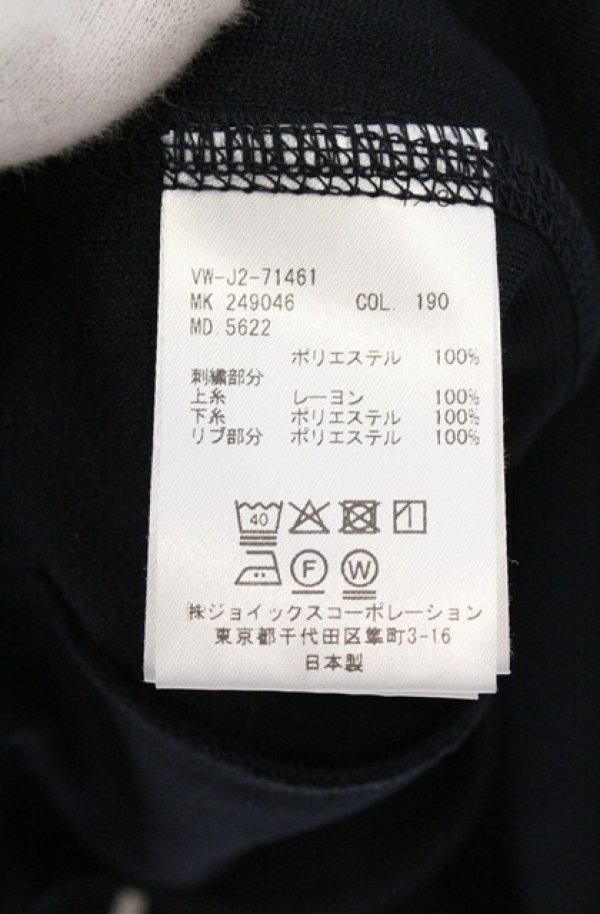 VW-J2-71461
MK 249046 COL. 190
MD. 5622
ポリエステル 100%
刺繍部分
上糸 レーヨン 100%
下糸 ポリエステル 100%
リブ部分 ポリエステル 100%
40
F W
㈱ジョイックスコーポレーション
東京都千代田区隼町3-16
日本製